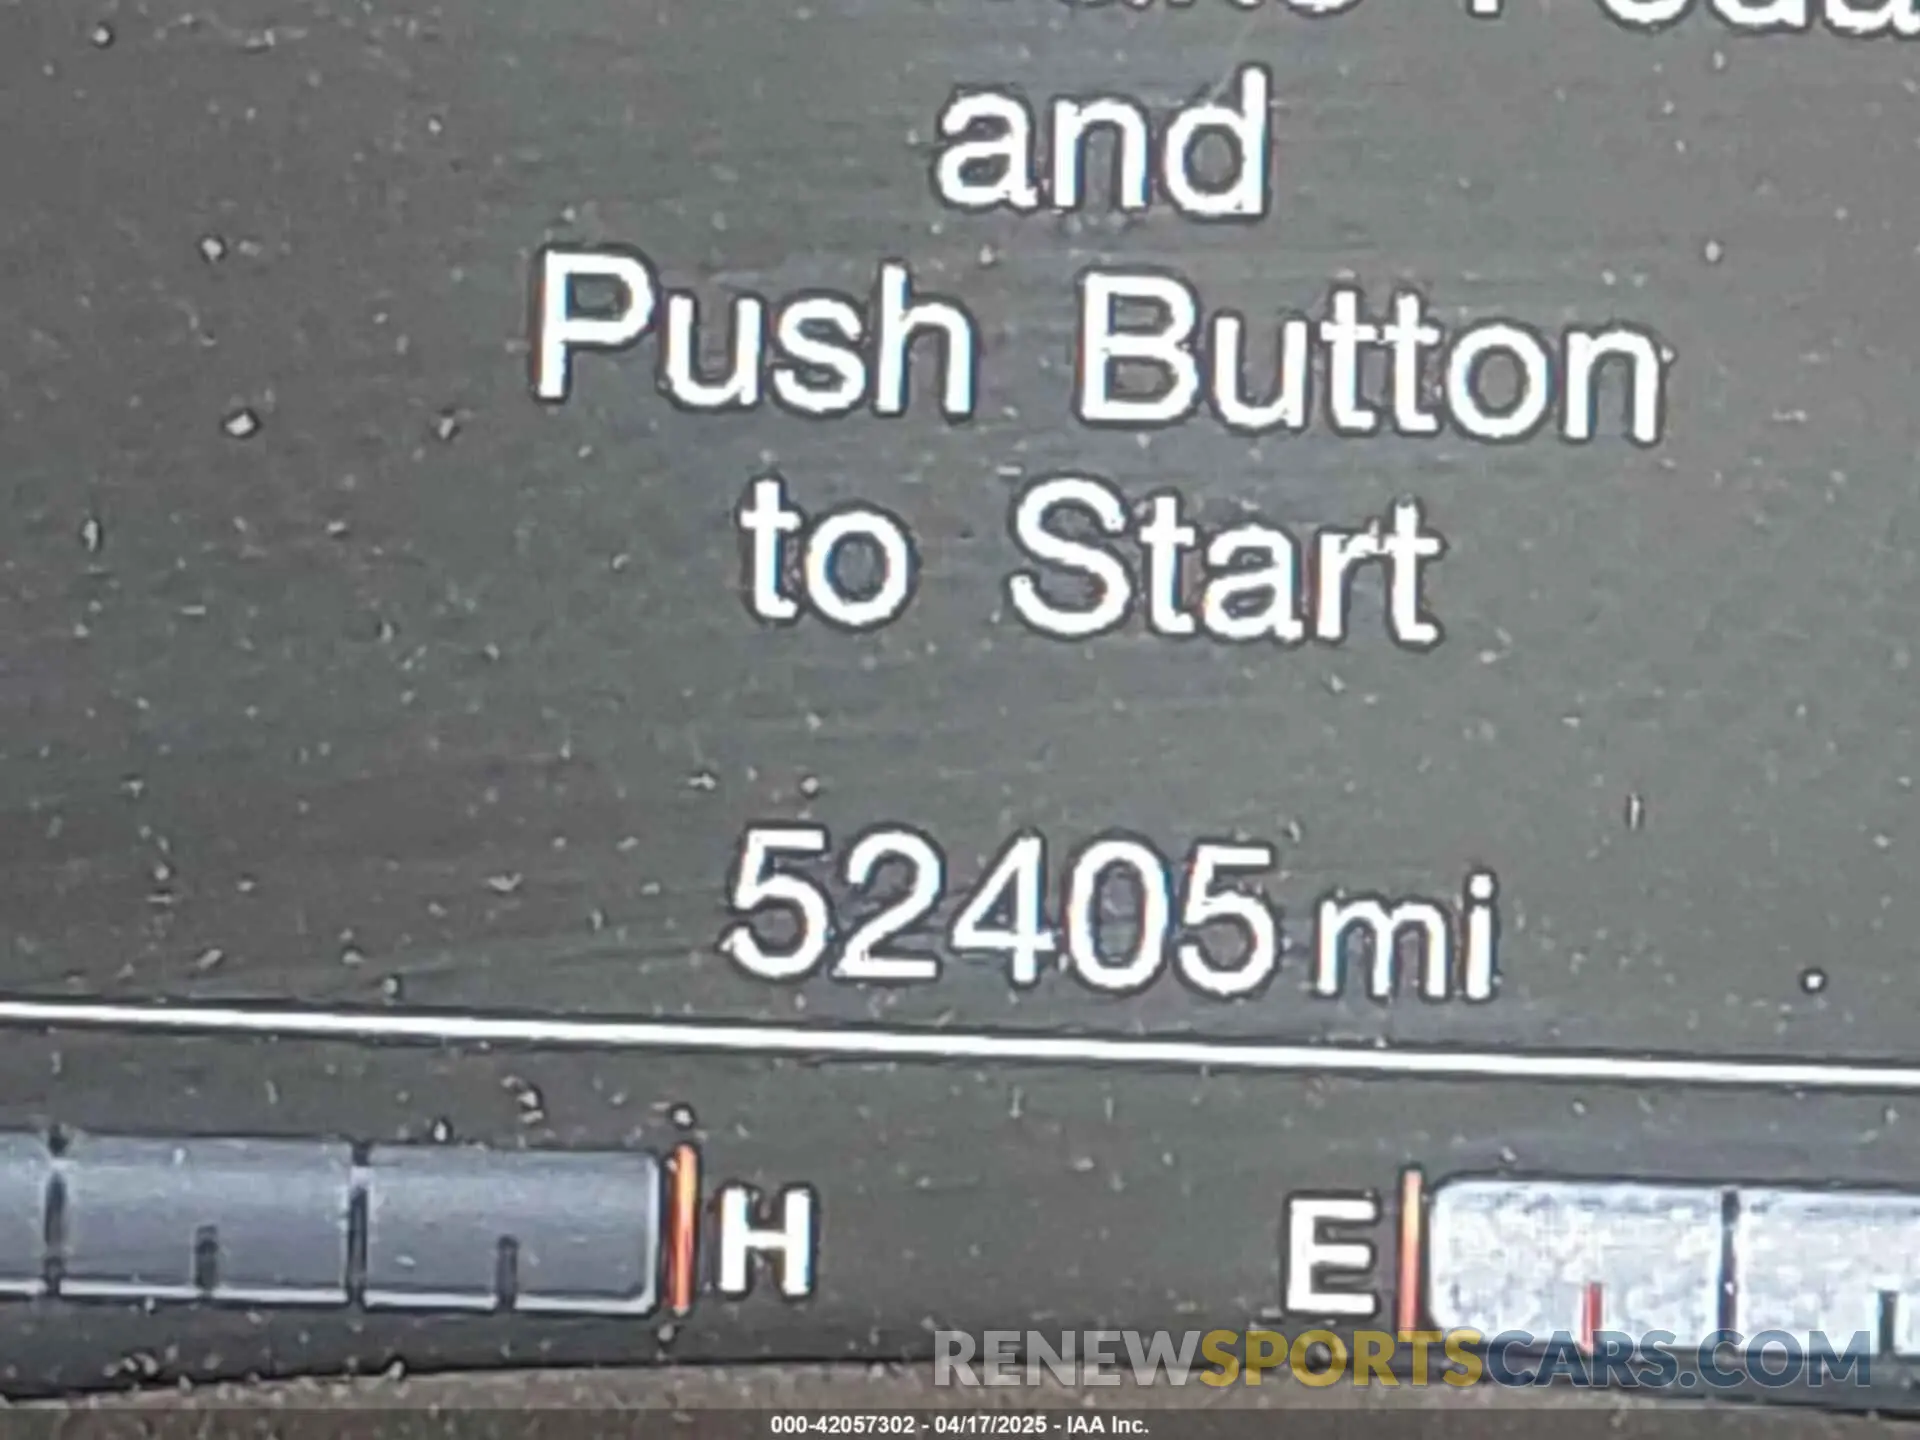 and
Push Button
to Start
52405 mi
H E
RENEWSPORTSCARS.COM
000-42057302 - 04/17/2025 - IAA Inc.